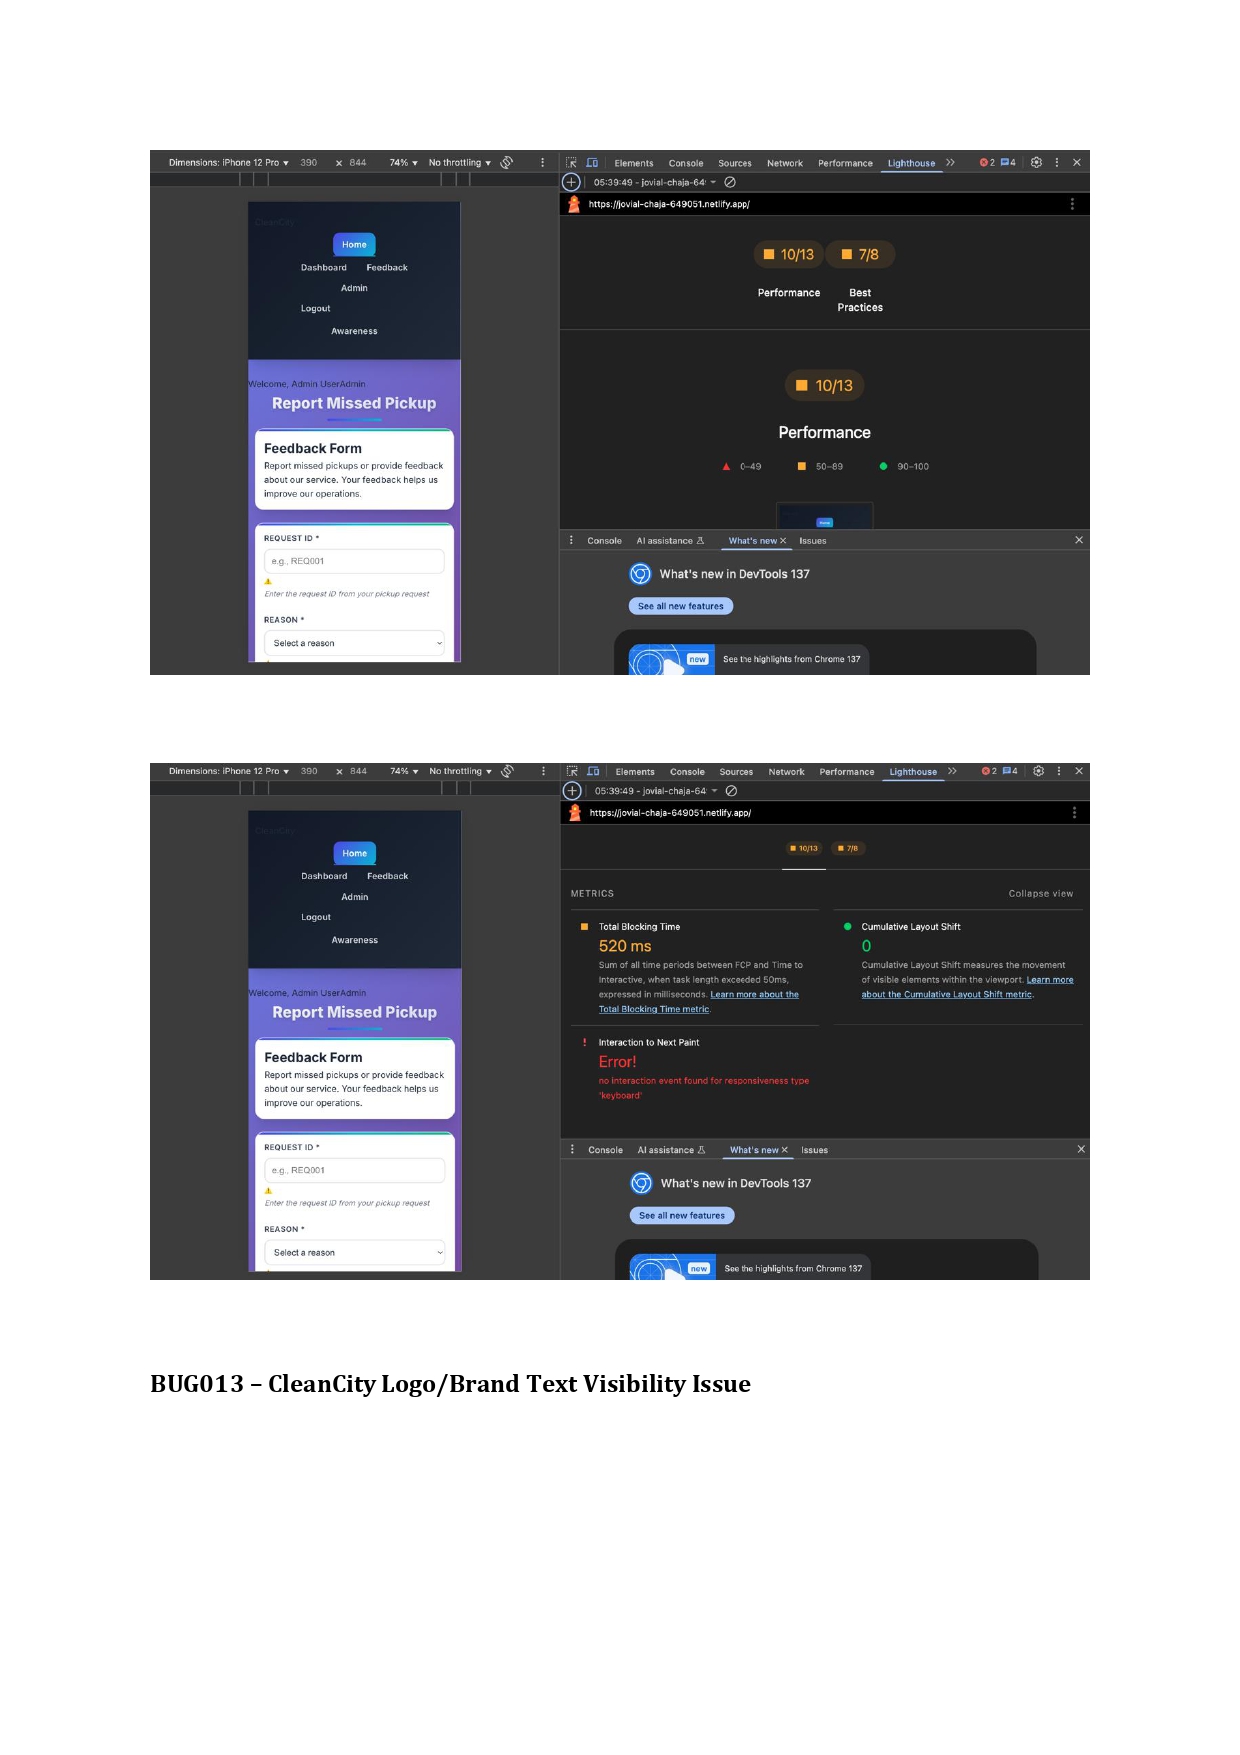 Dimensions: iPhone 12 Pro ▾ 390 × 844 74% ▾ No throttling ▾
Elements Console Sources Network Performance Lighthouse 2 4
05:39:49 - jovial-chaja-64
https://jovial-chaja-649051.netlify.app/
CleanCity
Home
Dashboard Feedback
Admin
Logout
Awareness
Welcome, Admin UserAdmin
Report Missed Pickup
Feedback Form
Report missed pickups or provide feedback
about our service. Your feedback helps us
improve our operations.
REQUEST ID *
e.g., REQ001
Enter the request ID from your pickup request
REASON *
Select a reason
10/13 7/8
Performance Best
Practices
10/13
Performance
0–49 50–89 90–100
Home
Console AI assistance What's new × Issues
What's new in DevTools 137
See all new features
new See the highlights from Chrome 137
Dimensions: iPhone 12 Pro ▾ 390 × 844 74% ▾ No throttling ▾
Elements Console Sources Network Performance Lighthouse 2 4
05:39:49 - jovial-chaja-64
https://jovial-chaja-649051.netlify.app/
CleanCity
Home
Dashboard Feedback
Admin
Logout
Awareness
Welcome, Admin UserAdmin
Report Missed Pickup
Feedback Form
Report missed pickups or provide feedback
about our service. Your feedback helps us
improve our operations.
REQUEST ID *
e.g., REQ001
Enter the request ID from your pickup request
REASON *
Select a reason
10/13 7/8
METRICS Collapse view
Total Blocking Time
520 ms
Sum of all time periods between FCP and Time to
Interactive, when task length exceeded 50ms,
expressed in milliseconds. Learn more about the
Total Blocking Time metric.
Cumulative Layout Shift
0
Cumulative Layout Shift measures the movement
of visible elements within the viewport. Learn more
about the Cumulative Layout Shift metric.
Interaction to Next Paint
Error!
no interaction event found for responsiveness type
'keyboard'
Console AI assistance What's new × Issues
What's new in DevTools 137
See all new features
new See the highlights from Chrome 137
BUG013 – CleanCity Logo/Brand Text Visibility Issue